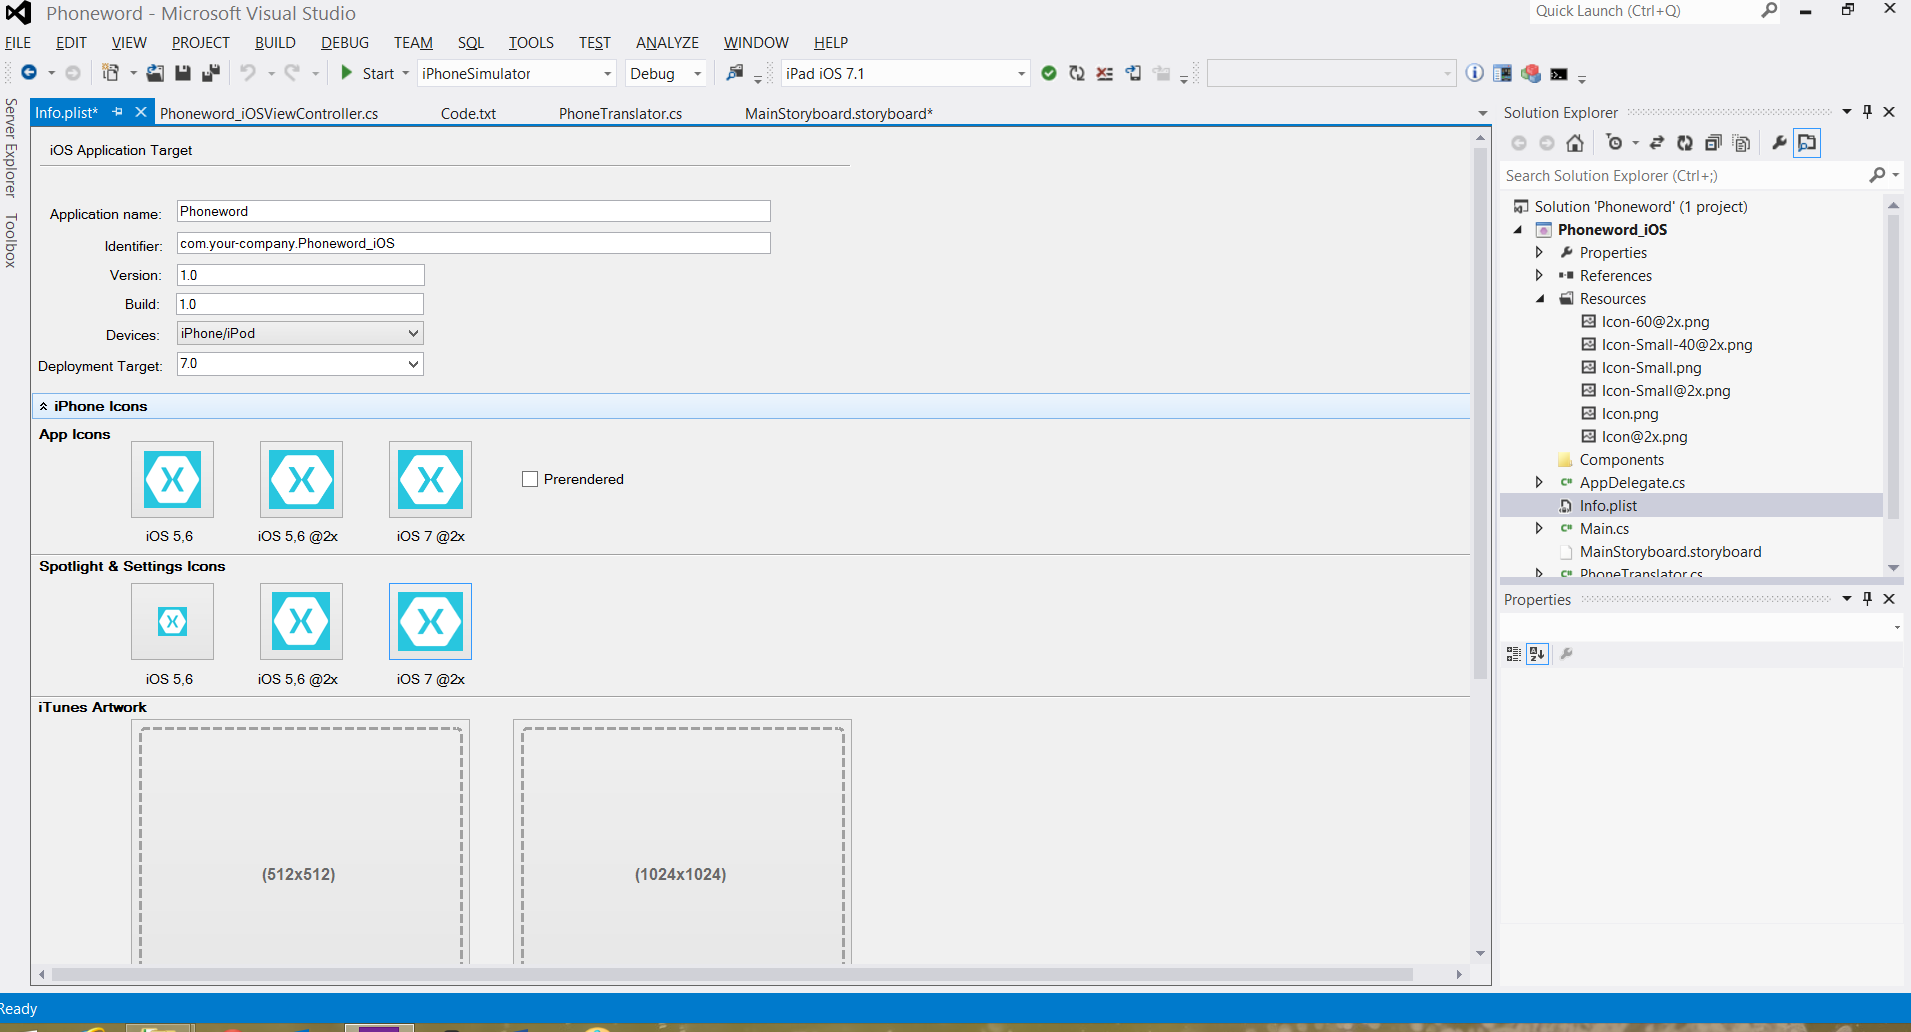 Phoneword - Microsoft Visual Studio
Quick Launch (Ctrl+Q)
FILE EDIT VIEW PROJECT BUILD DEBUG TEAM SQL TOOLS TEST ANALYZE WINDOW HELP
Start iPhoneSimulator Debug iPad iOS 7.1
Server Explorer
Toolbox
Info.plist* Phoneword_iOSViewController.cs Code.txt PhoneTranslator.cs MainStoryboard.storyboard*
iOS Application Target
Application name: Phoneword
Identifier: com.your-company.Phoneword_iOS
Version: 1.0
Build: 1.0
Devices: iPhone/iPod
Deployment Target: 7.0
iPhone Icons
App Icons
Prerendered
iOS 5,6 iOS 5,6 @2x iOS 7 @2x
Spotlight & Settings Icons
iOS 5,6 iOS 5,6 @2x iOS 7 @2x
iTunes Artwork
(512x512) (1024x1024)
Solution Explorer
Search Solution Explorer (Ctrl+;)
Solution 'Phoneword' (1 project)
Phoneword_iOS
Properties
References
Resources
Icon-60@2x.png
Icon-Small-40@2x.png
Icon-Small.png
Icon-Small@2x.png
Icon.png
Icon@2x.png
Components
AppDelegate.cs
Info.plist
Main.cs
MainStoryboard.storyboard
PhoneTranslator.cs
Properties
Ready